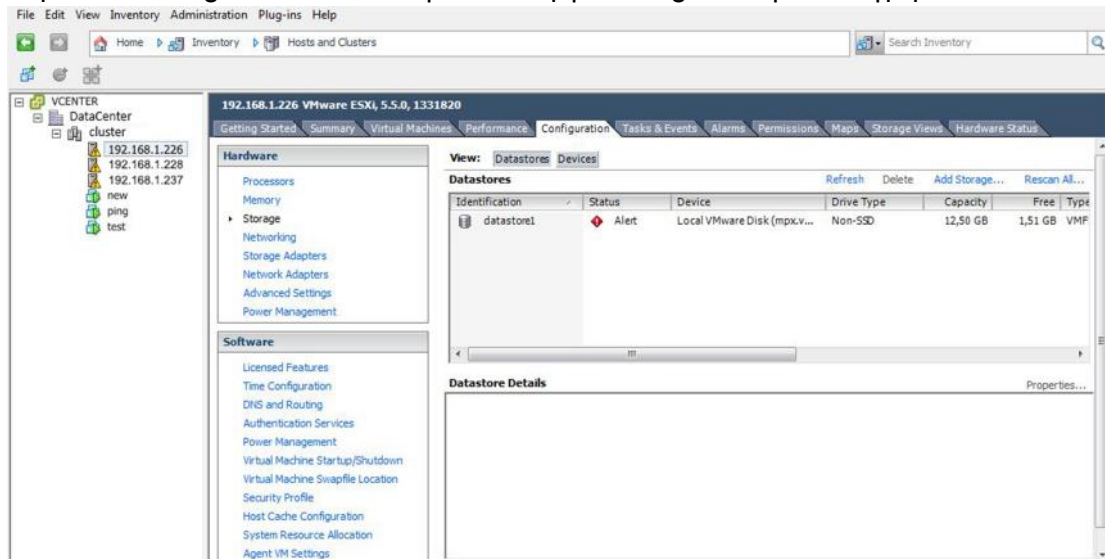 File Edit View Inventory Administration Plug-ins Help
Home Inventory Hosts and Clusters
Search Inventory
VCENTER
DataCenter
cluster
192.168.1.226
192.168.1.228
192.168.1.237
new
ping
test
192.168.1.226 VMware ESXi, 5.5.0, 1331820
Getting Started Summary Virtual Machines Performance Configuration Tasks & Events Alarms Permissions Maps Storage Views Hardware Status
Hardware
Processors
Memory
Storage
Networking
Storage Adapters
Network Adapters
Advanced Settings
Power Management
Software
Licensed Features
Time Configuration
DNS and Routing
Authentication Services
Power Management
Virtual Machine Startup/Shutdown
Virtual Machine Swapfile Location
Security Profile
Host Cache Configuration
System Resource Allocation
Agent VM Settings
View: Datastores Devices
Datastores Refresh Delete Add Storage... Rescan All...
Identification Status Device Drive Type Capacity Free Type
datastore1 Alert Local VMware Disk (mpx.v... Non-SSD 12,50 GB 1,51 GB VMF
Datastore Details Properties...